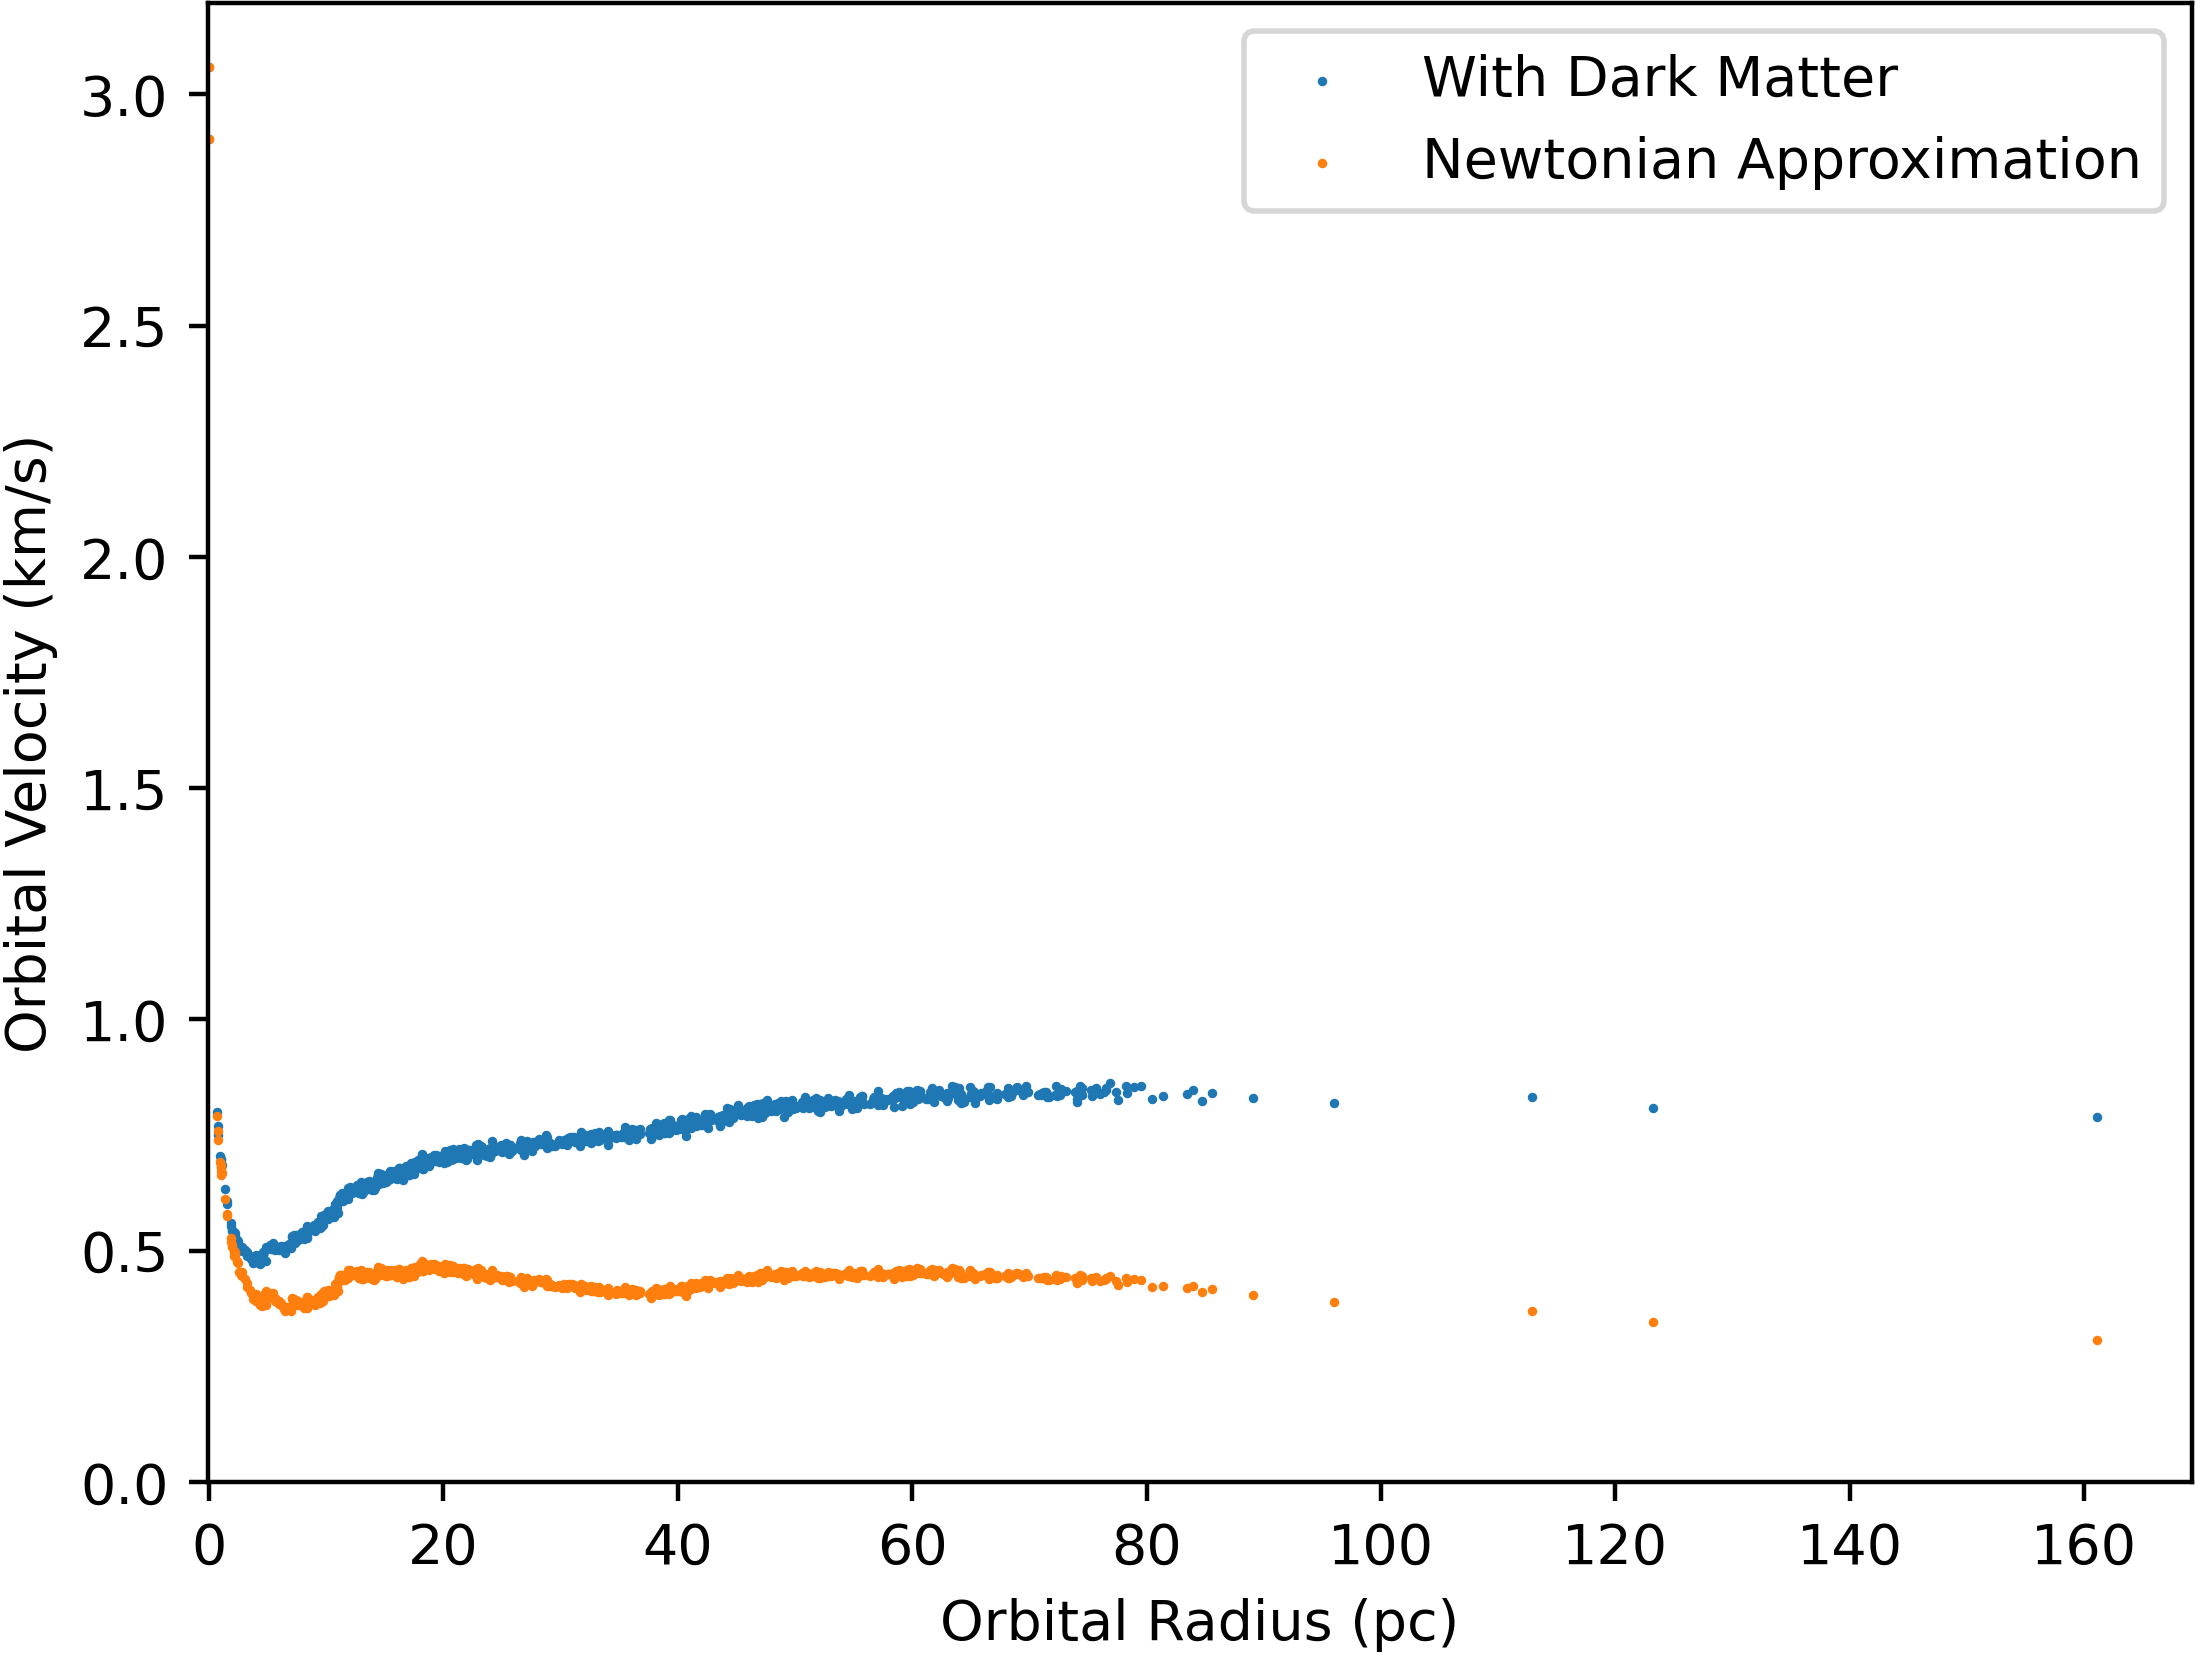 With Dark Matter
Newtonian Approximation
3.0
2.5
2.0
1.5
1.0
0.5
0.0
Orbital Velocity (km/s)
0 20 40 60 80 100 120 140 160
Orbital Radius (pc)